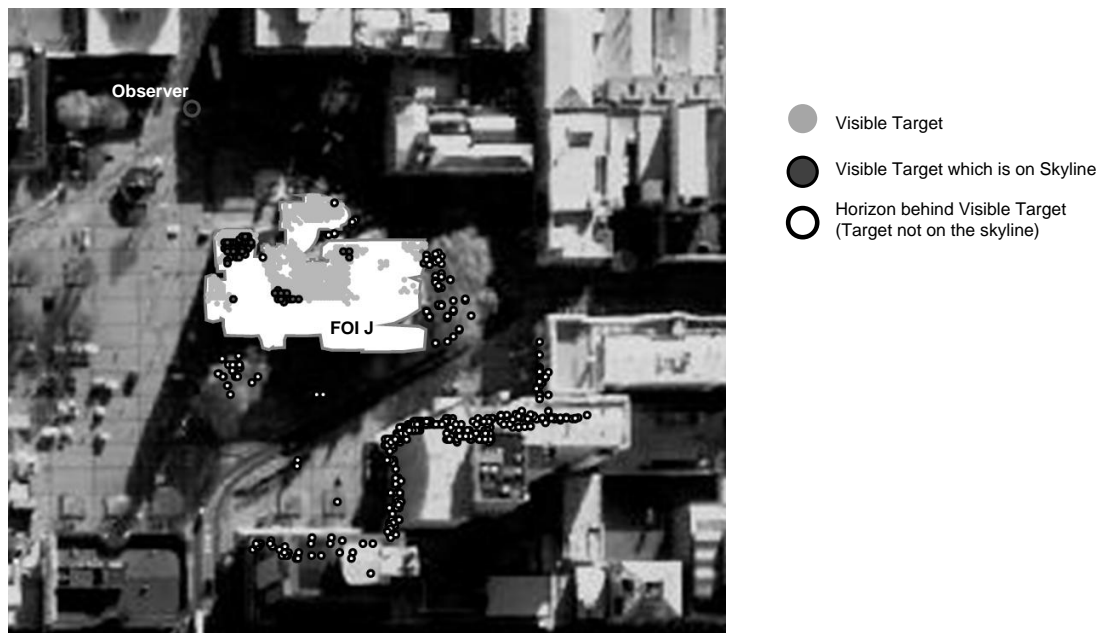 Observer
FOI J
Visible Target
Visible Target which is on Skyline
Horizon behind Visible Target
(Target not on the skyline)